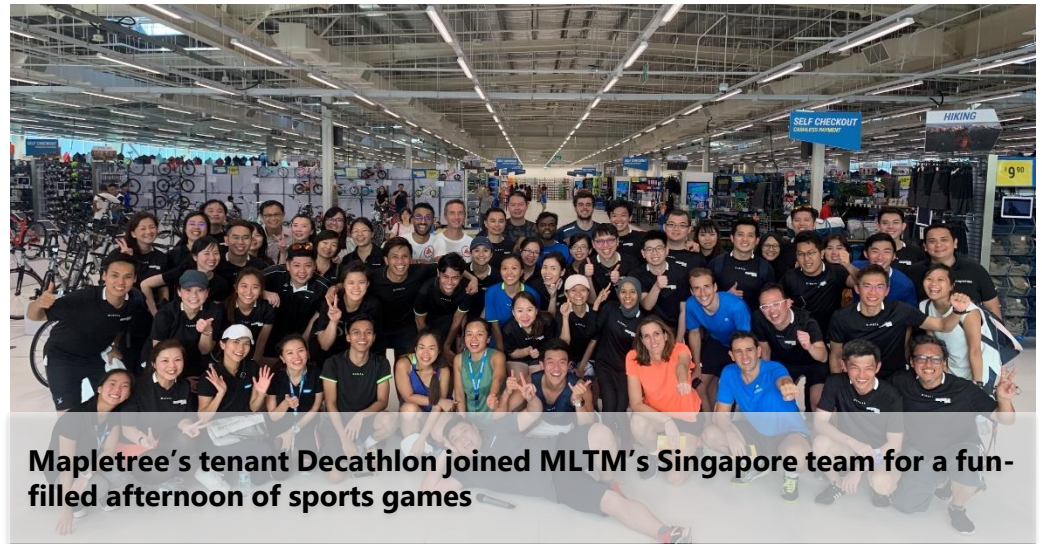 SELF CHECKOUT
CASHLESS PAYMENT
HIKING
$9.90
Mapletree’s tenant Decathlon joined MLTM’s Singapore team for a fun-
filled afternoon of sports games